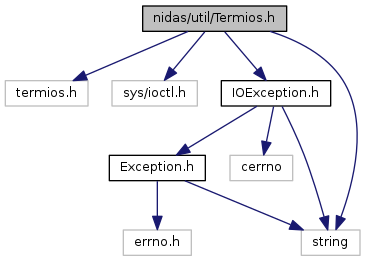 nidas/util/Termios.h
termios.h
sys/ioctl.h
IOException.h
Exception.h
cerrno
errno.h
string